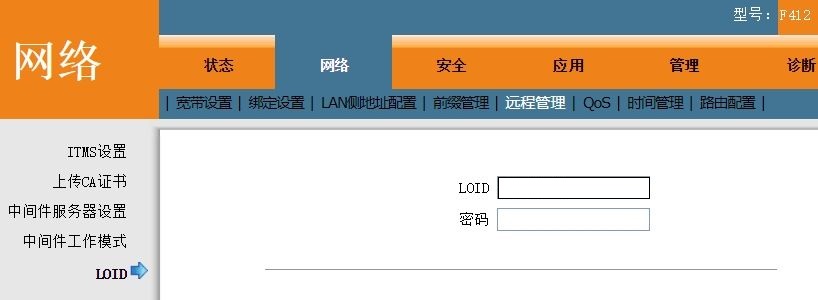 型号：F412
网络
状态 网络 安全 应用 管理 诊断
| 宽带设置 | 绑定设置 | LAN侧地址配置 | 前缀管理 | 远程管理 | QoS | 时间管理 | 路由配置 |
ITMS设置
上传CA证书
中间件服务器设置
中间件工作模式
LOID
LOID
密码